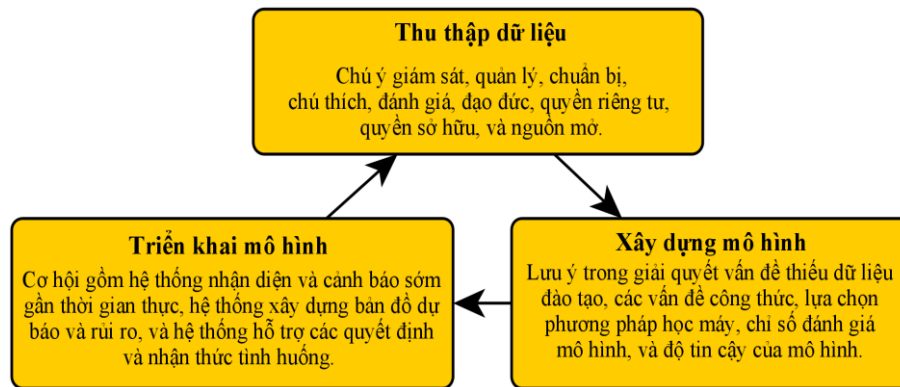 Thu thập dữ liệu
Chú ý giám sát, quản lý, chuẩn bị,
chú thích, đánh giá, đạo đức, quyền riêng tư,
quyền sở hữu, và nguồn mở.
Triển khai mô hình
Cơ hội gồm hệ thống nhận diện và cảnh báo sớm
gần thời gian thực, hệ thống xây dựng bản đồ dự
báo và rủi ro, và hệ thống hỗ trợ các quyết định
và nhận thức tình huống.
Xây dựng mô hình
Lưu ý trong giải quyết vấn đề thiếu dữ liệu
đào tạo, các vấn đề công thức, lựa chọn
phương pháp học máy, chỉ số đánh giá
mô hình, và độ tin cậy của mô hình.